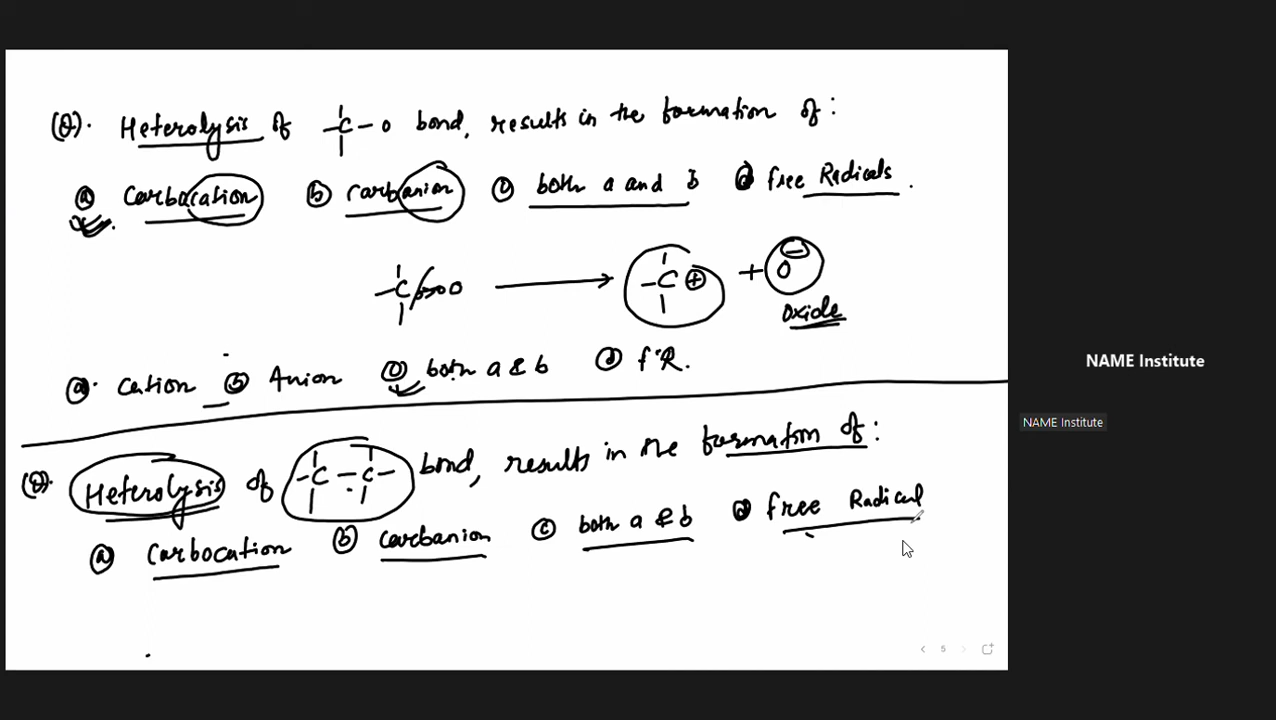 (Q). Heterolysis of -C-O bond, results in the formation of:
(a) Carbocation (b) carbanion (c) both a and b (d) free Radicals.
-C O → -C⊕ + O⊖
Oxide
(a). Cation (b) Anion (c) both a & b (d) f.R.
(Q). Heterolysis of -C-C- bond, results in the formation of:
(a) Carbocation (b) carbanion (c) both a & b (d) free Radical
NAME Institute
NAME Institute
5